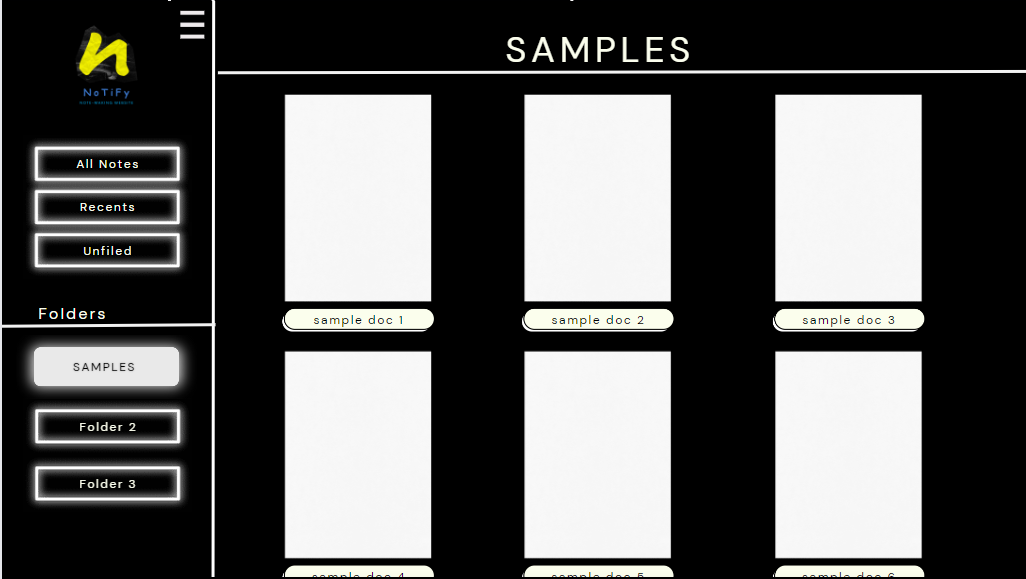 NoTiFy
NOTE-MAKING WEBSITE
All Notes
Recents
Unfiled
Folders
SAMPLES
Folder 2
Folder 3
SAMPLES
sample doc 1
sample doc 2
sample doc 3
sample doc 4
sample doc 5
sample doc 6